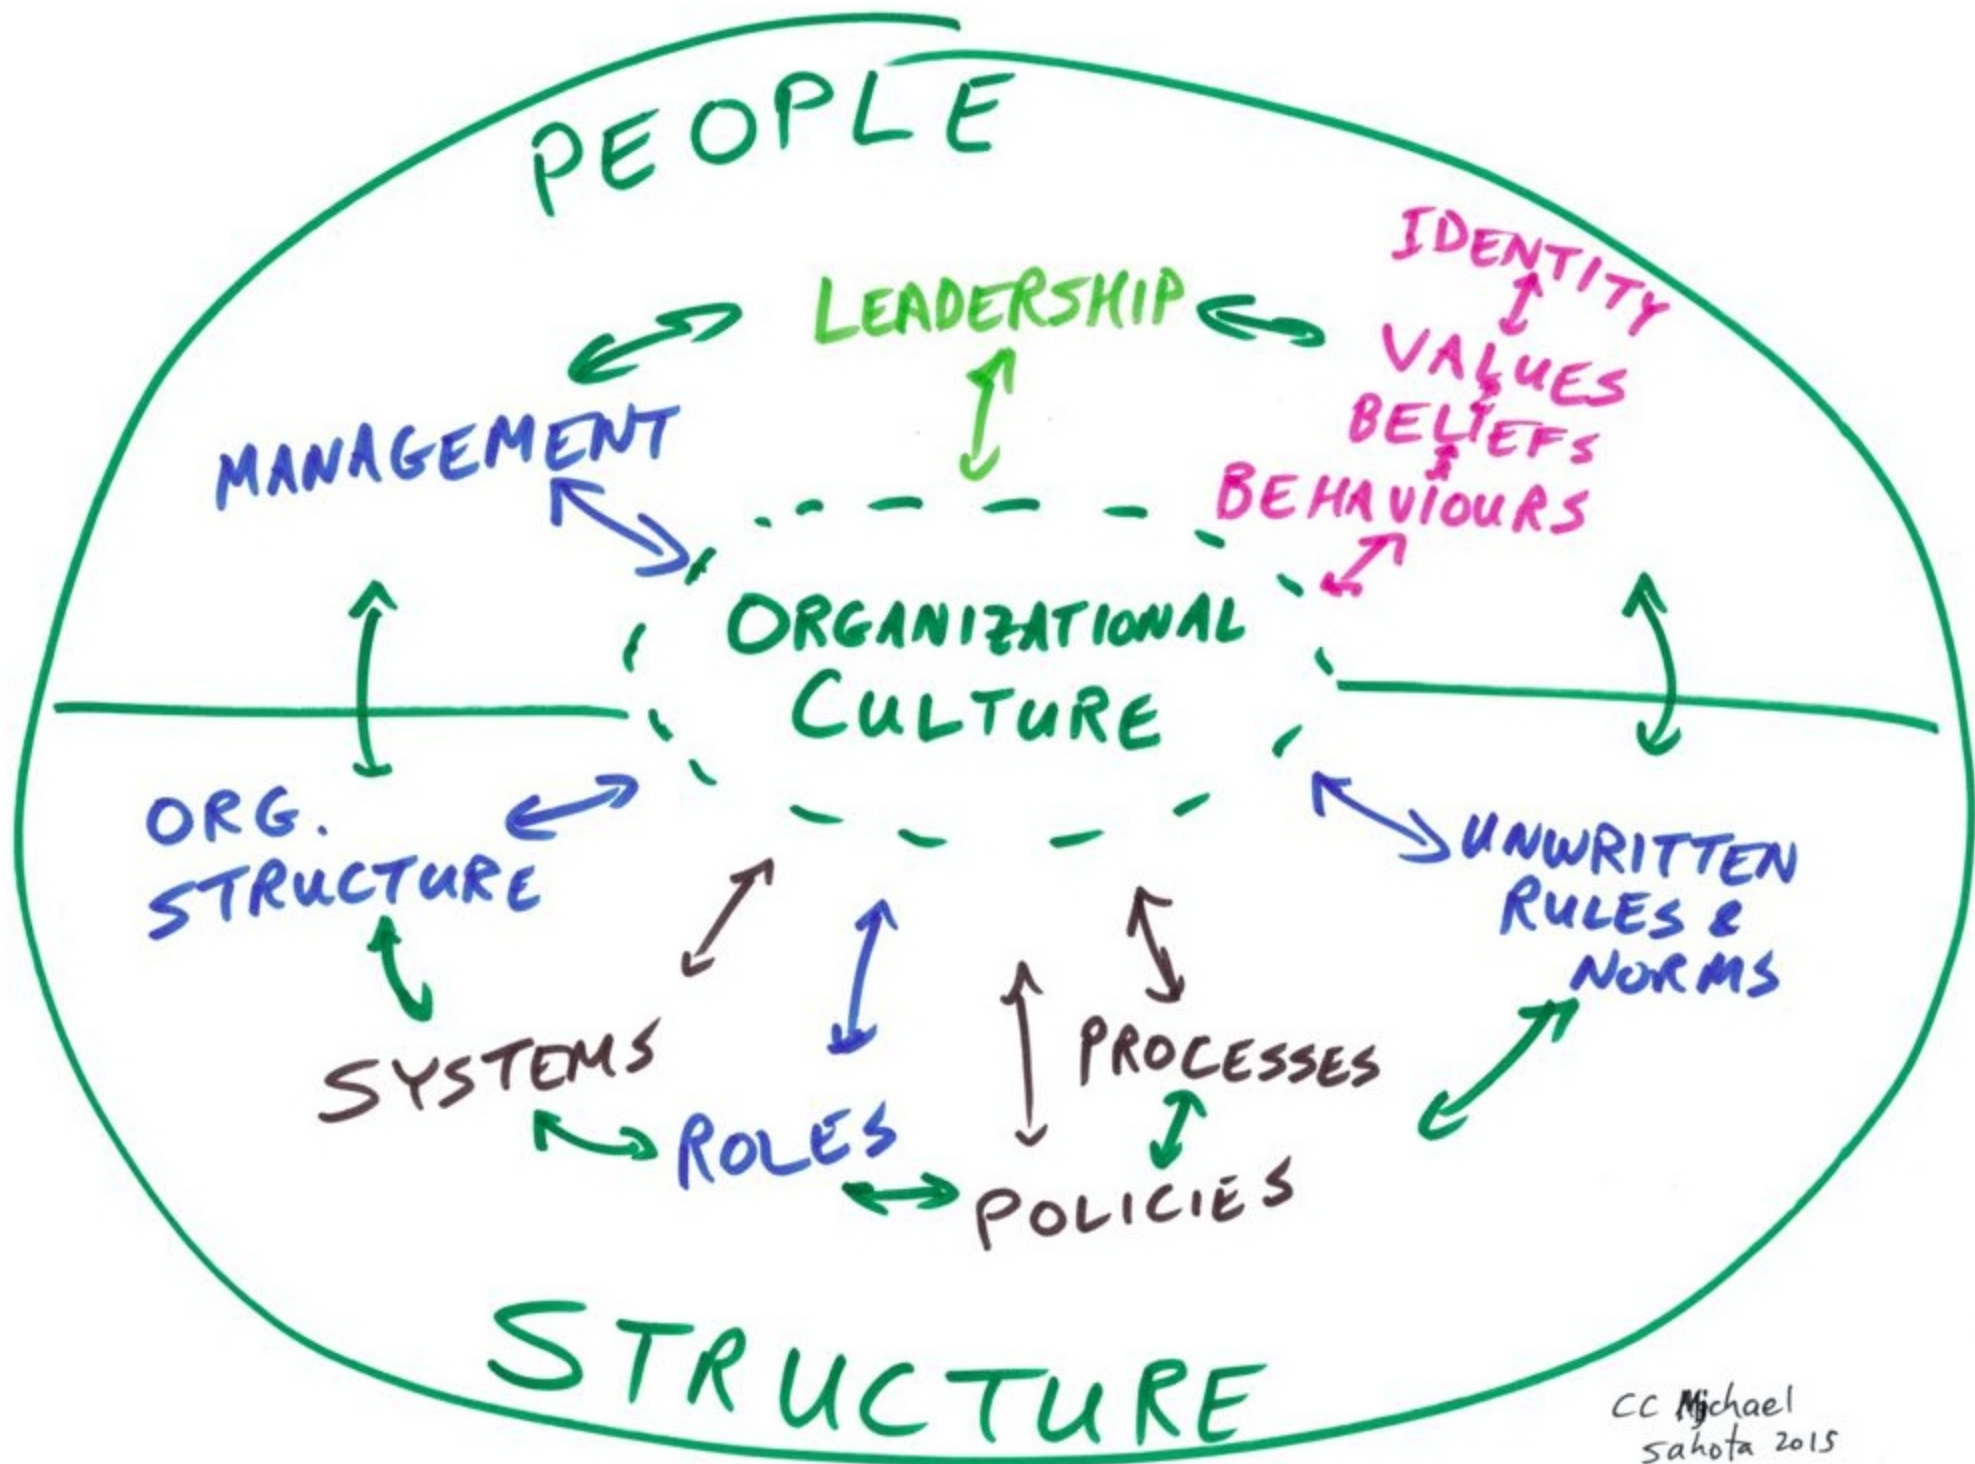 PEOPLE
IDENTITY
LEADERSHIP
VALUES
BELIEFS
MANAGEMENT
BEHAVIOURS
ORGANIZATIONAL
CULTURE
ORG.
STRUCTURE
UNWRITTEN
RULES &
NORMS
SYSTEMS
PROCESSES
ROLES
POLICIES
STRUCTURE
CC Michael
Sahota 2015